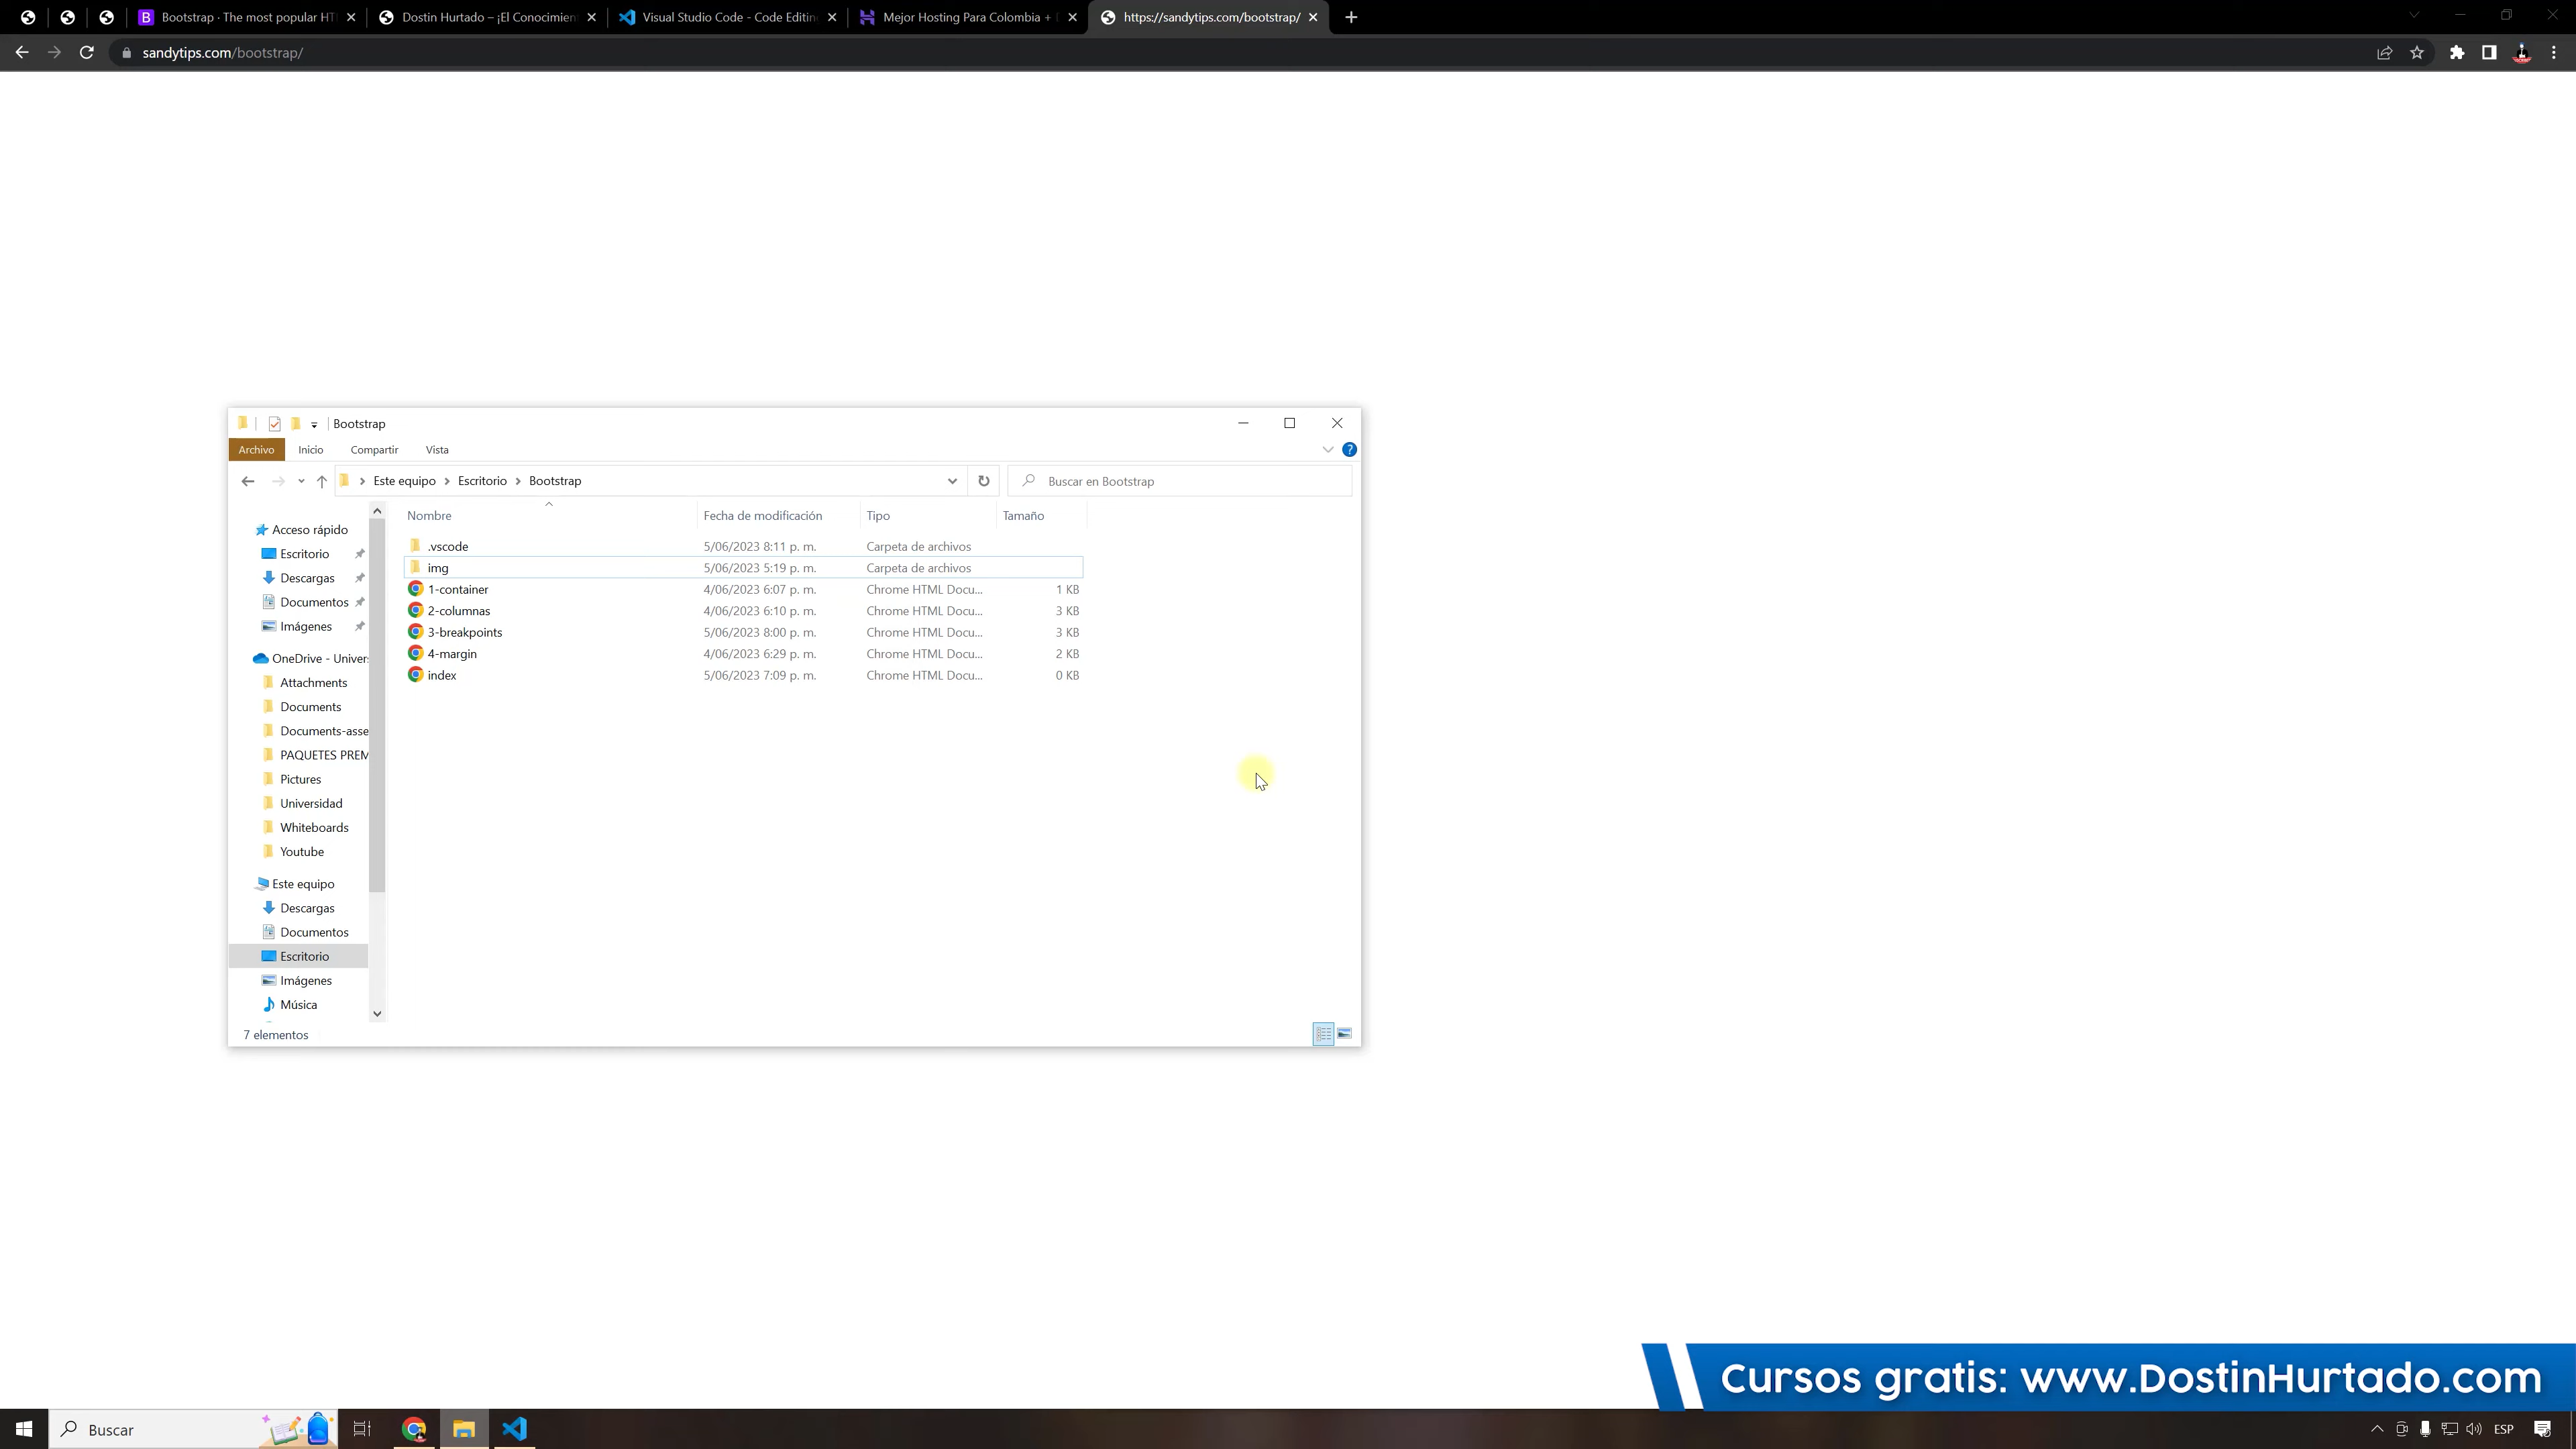 Bootstrap · The most popular HT
Dostin Hurtado – ¡El Conocimien
Visual Studio Code - Code Editin
Mejor Hosting Para Colombia +
https://sandytips.com/bootstrap/
sandytips.com/bootstrap/
Bootstrap
Archivo Inicio Compartir Vista
Este equipo Escritorio Bootstrap
Buscar en Bootstrap
Nombre Fecha de modificación Tipo Tamaño
.vscode 5/06/2023 8:11 p. m. Carpeta de archivos
img 5/06/2023 5:19 p. m. Carpeta de archivos
1-container 4/06/2023 6:07 p. m. Chrome HTML Docu... 1 KB
2-columnas 4/06/2023 6:10 p. m. Chrome HTML Docu... 3 KB
3-breakpoints 5/06/2023 8:00 p. m. Chrome HTML Docu... 3 KB
4-margin 4/06/2023 6:29 p. m. Chrome HTML Docu... 2 KB
index 5/06/2023 7:09 p. m. Chrome HTML Docu... 0 KB
Acceso rápido
Escritorio
Descargas
Documentos
Imágenes
OneDrive - Univer
Attachments
Documents
Documents-asse
PAQUETES PREM
Pictures
Universidad
Whiteboards
Youtube
Este equipo
Descargas
Documentos
Escritorio
Imágenes
Música
7 elementos
Cursos gratis: www.DostinHurtado.com
Buscar
ESP